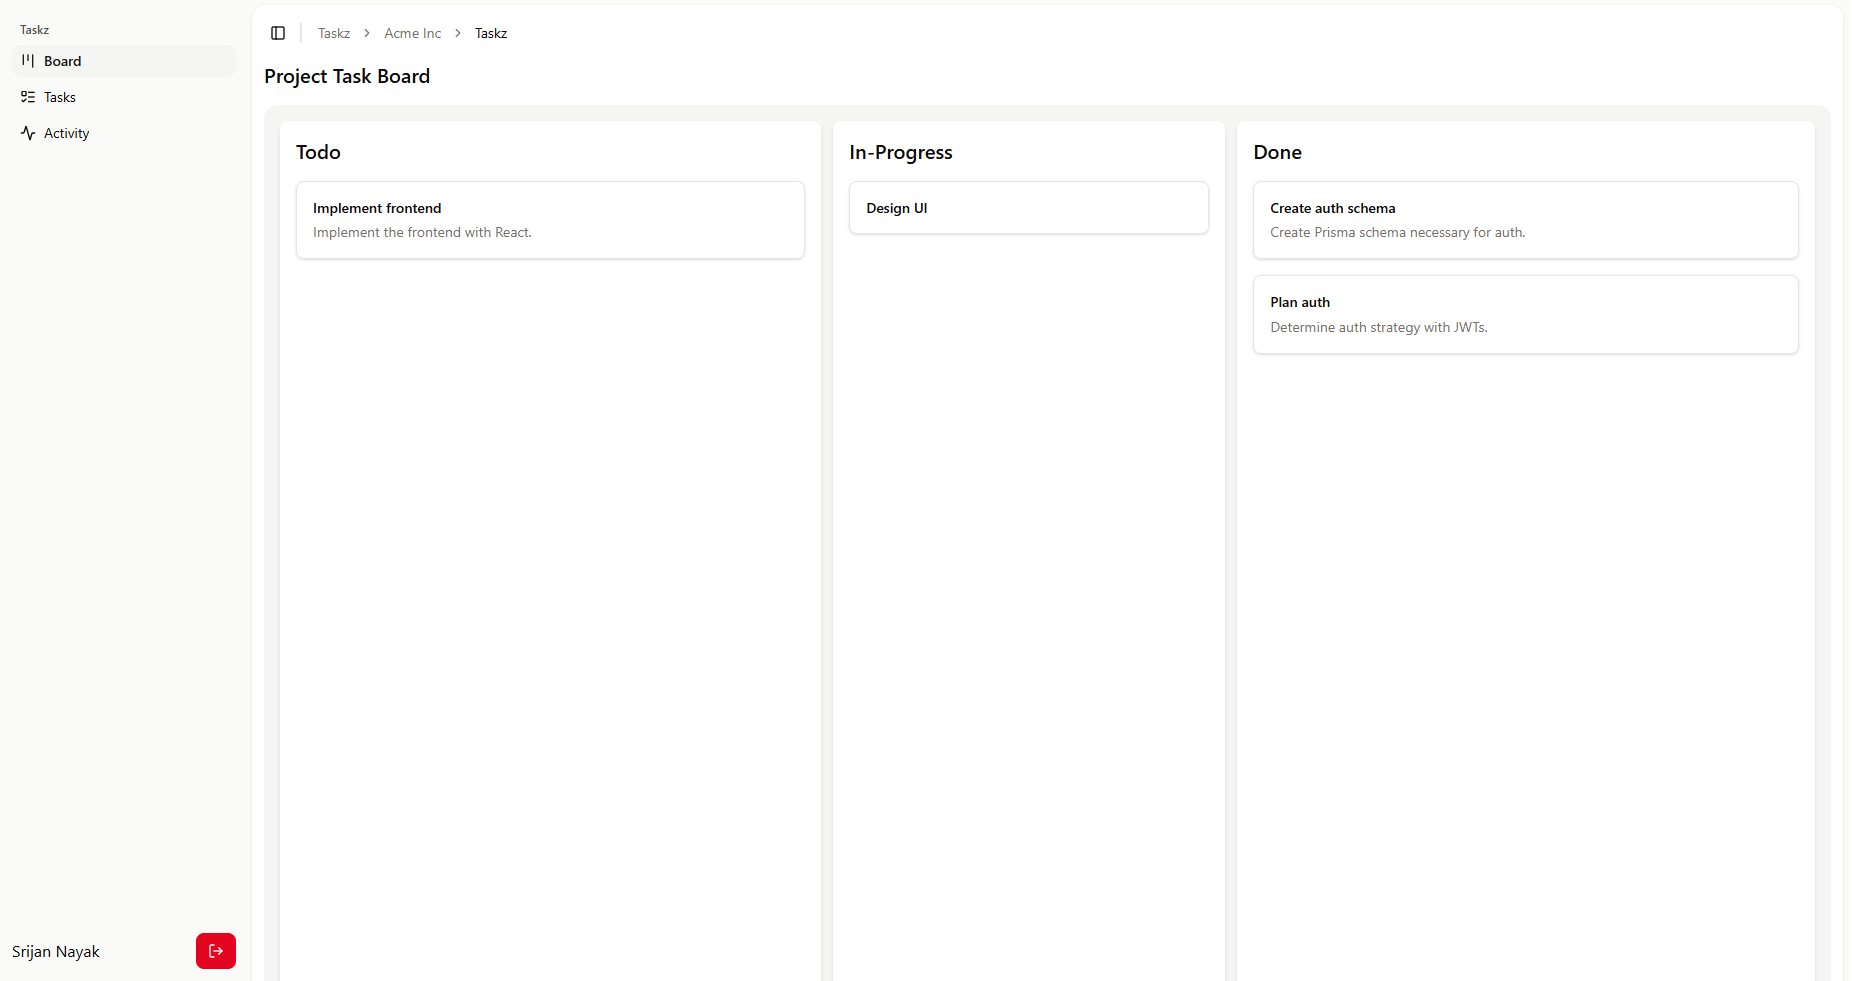 Taskz
Board
Tasks
Activity
Srijan Nayak
Taskz > Acme Inc > Taskz
Project Task Board
Todo
Implement frontend
Implement the frontend with React.
In-Progress
Design UI
Done
Create auth schema
Create Prisma schema necessary for auth.
Plan auth
Determine auth strategy with JWTs.